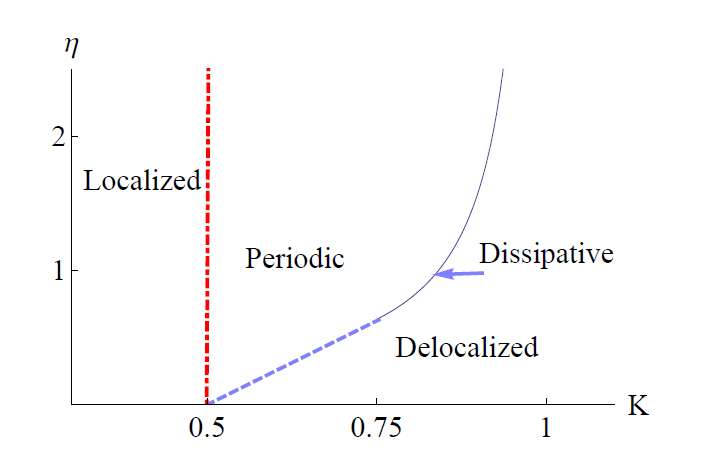 η
2
Localized
Periodic
Dissipative
1
Delocalized
K
0.5
0.75
1